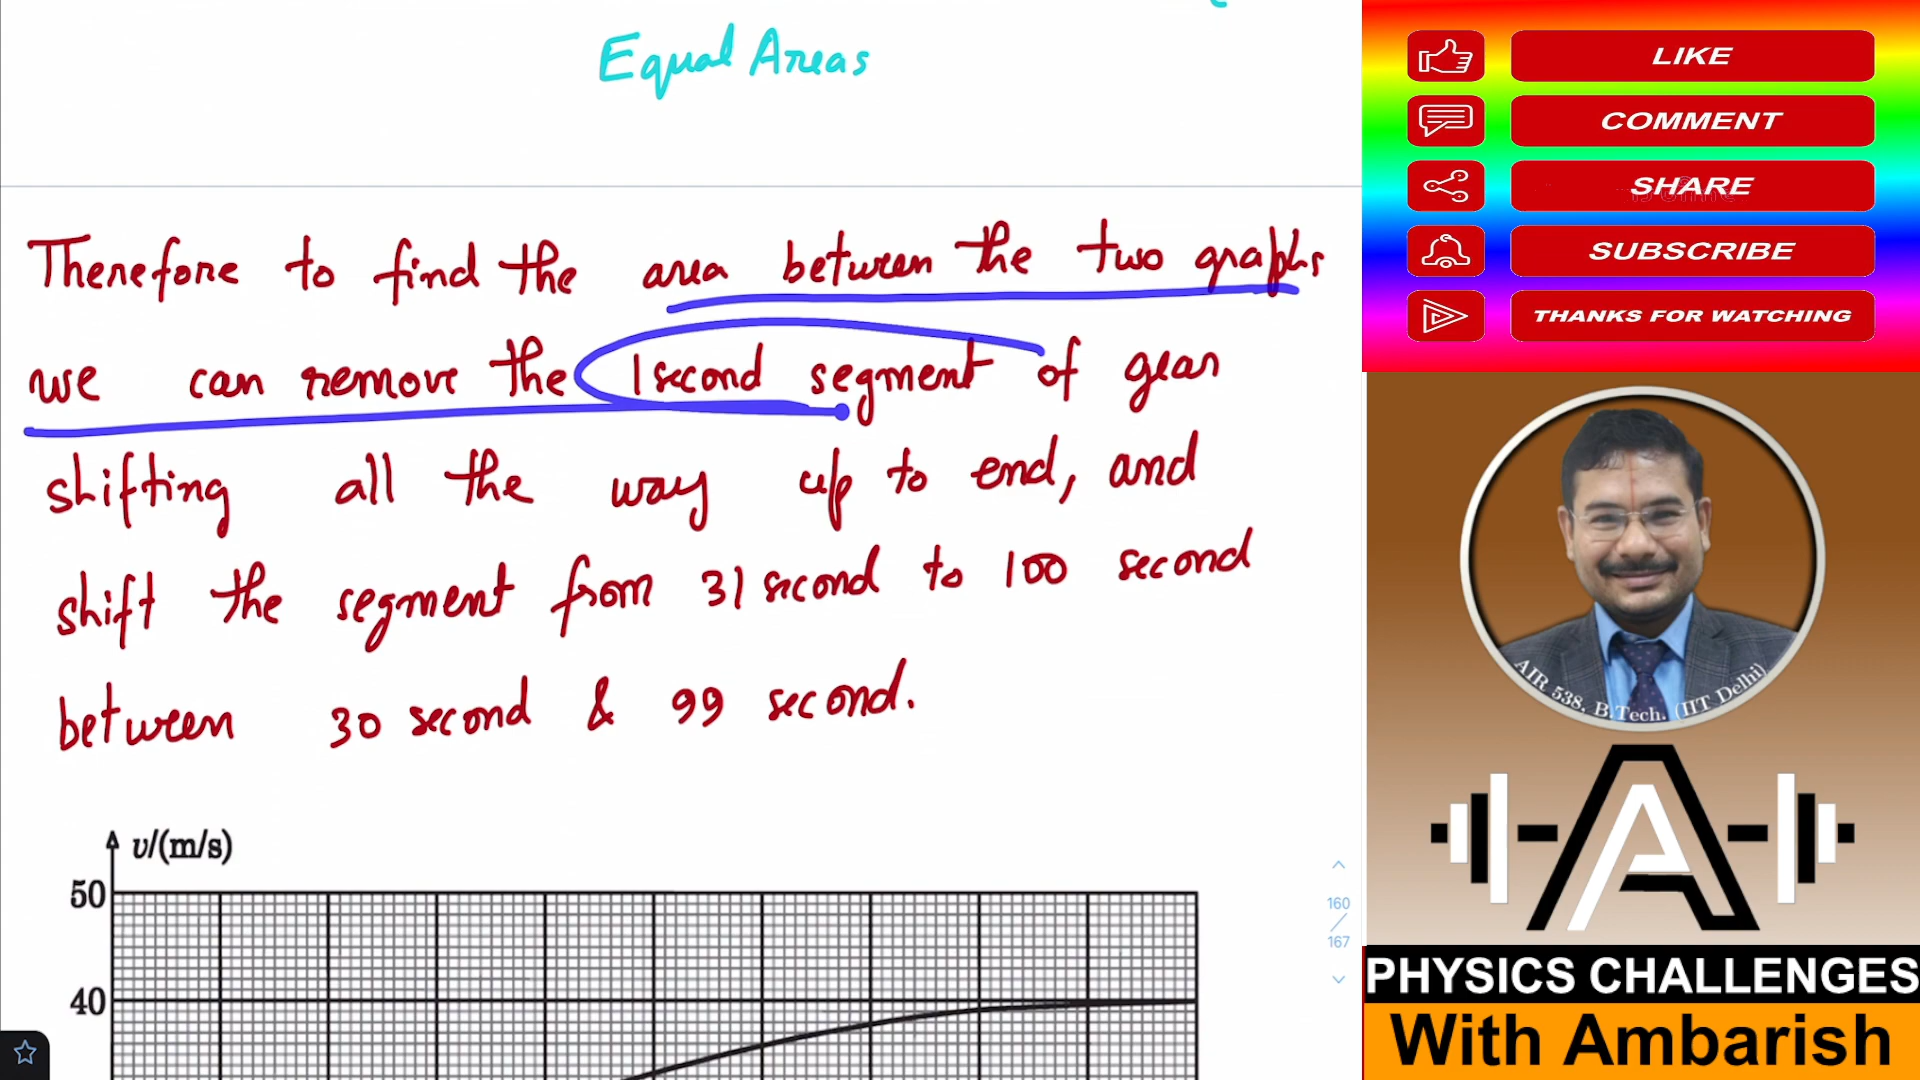 Equal Areas
Therefore to find the area between the two graphs
we can remove the 1 second segment of gear
shifting all the way up to end, and
shift the segment from 31 second to 100 second
between 30 second & 99 second.
v/(m/s)
50
40
160
167
LIKE
COMMENT
SHARE
SUBSCRIBE
THANKS FOR WATCHING
AIR 538, B.Tech. (IIT Delhi)
PHYSICS CHALLENGES
With Ambarish